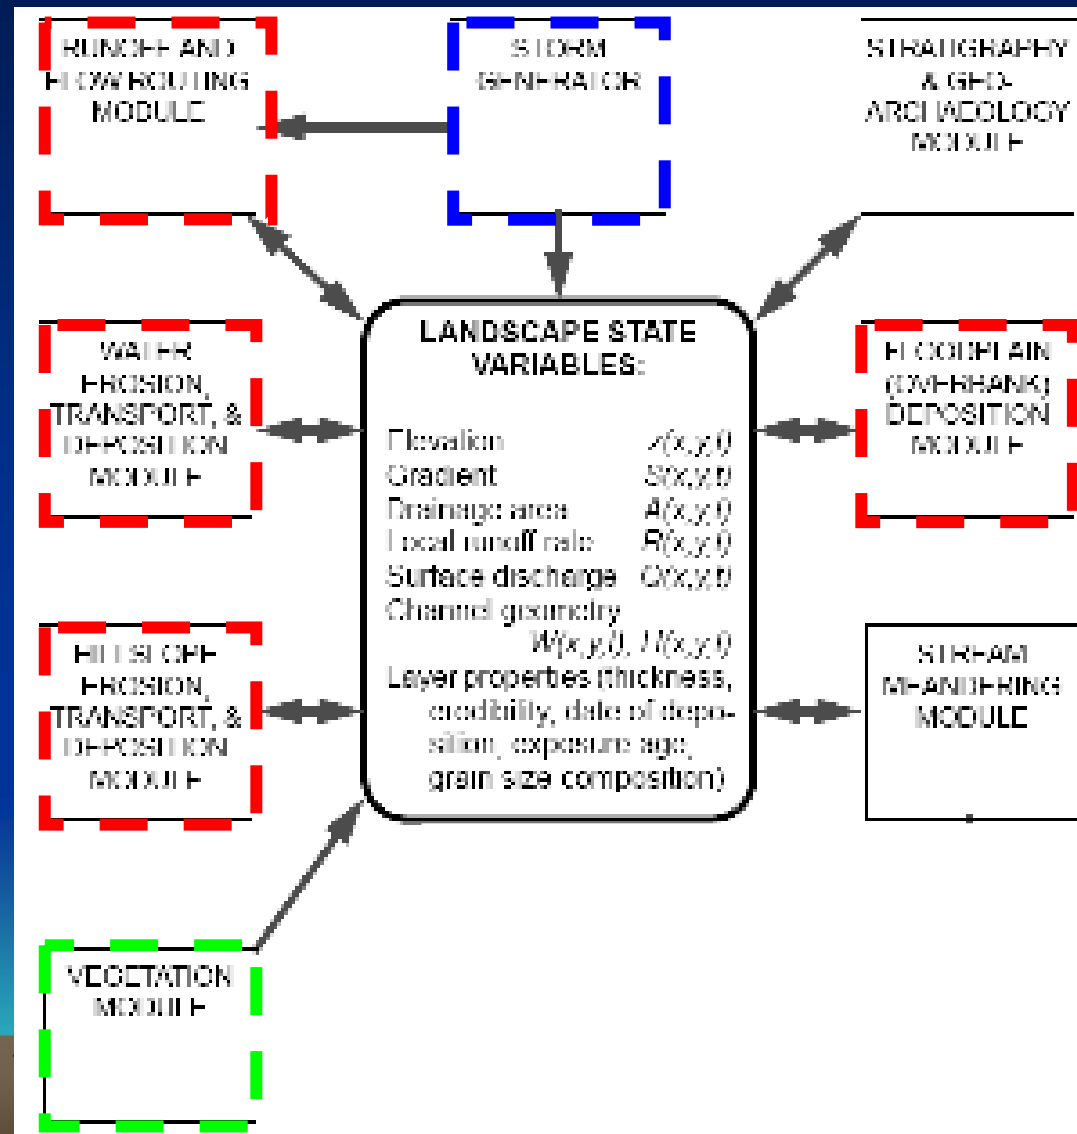 RUNOFF AND
FLOW ROUTING
MODULE
STORM
GENERATOR
STRATIGRAPHY
& GEO-
ARCHAEOLOGY
MODULE
WATER
EROSION,
TRANSPORT, &
DEPOSITION
MODULE
LANDSCAPE STATE
VARIABLES:
Elevation z(x,y,t)
Gradient S(x,y,t)
Drainage area A(x,y,t)
Local runoff rate R(x,y,t)
Surface discharge Q(x,y,t)
Channel geometry
W(x,y,t), H(x,y,t)
Layer properties (thickness,
erodibility, date of depo-
sition, exposure age,
grain size composition)
FLOODPLAIN
(OVERBANK)
DEPOSITION
MODULE
HILLSLOPE
EROSION,
TRANSPORT, &
DEPOSITION
MODULE
STREAM
MEANDERING
MODULE
VEGETATION
MODULE